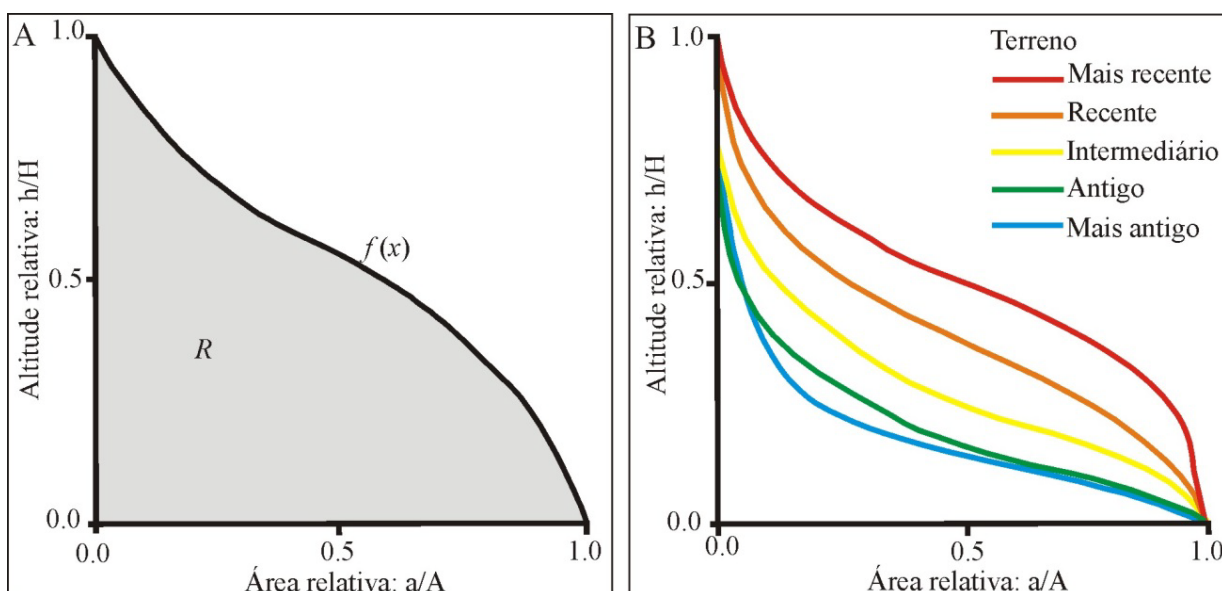 A
1.0
0.5
0.0
Altitude relativa: h/H
f(x)
R
0.0
0.5
1.0
Área relativa: a/A
B
1.0
0.5
0.0
Altitude relativa: h/H
Terreno
Mais recente
Recente
Intermediário
Antigo
Mais antigo
0.0
0.5
1.0
Área relativa: a/A